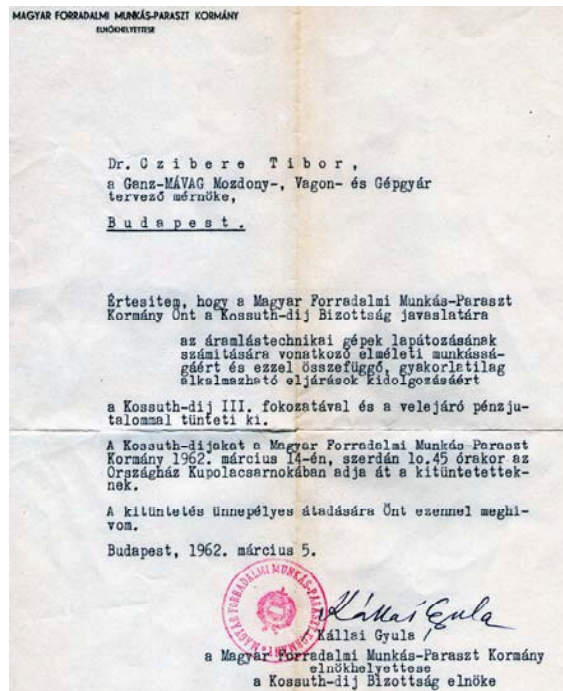 MAGYAR FORRADALMI MUNKÁS-PARASZT KORMÁNY
ELNÖKHELYETTESE
Dr. C z i b e r e T i b o r ,
a Ganz-MÁVAG Mozdony-, Vagon- és Gépgyár
tervező mérnöke,
B u d a p e s t .
Értesitem, hogy a Magyar Forradalmi Munkás-Paraszt
Kormány Önt a Kossuth-dij Bizottság javaslatára
az áramlástechnikai gépek lapátozásának
számitására vonatkozó elméleti munkássá-
gáért és ezzel összefüggő, gyakorlatilag
alkalmazható eljárások kidolgozásáért
a Kossuth-dij III. fokozatával és a velejáró pénzju-
talommal tünteti ki.
A Kossuth-dijakat a Magyar Forradalmi Munkás-Paraszt
Kormány 1962. március 14-én, szerdán lo.45 órakor az
Országház Kupolacsarnokában adja át a kitüntetettek-
nek.
A kitüntetés ünnepélyes átadására Önt ezennel meghi-
vom.
Budapest, 1962. március 5.
MAGYAR FORRADALMI MUNKÁS-PARASZT KORMÁNY
Kállai Gyula
Kállai Gyula
a Magyar Forradalmi Munkás-Paraszt Kormány
elnökhelyettese
a Kossuth-dij Bizottság elnöke